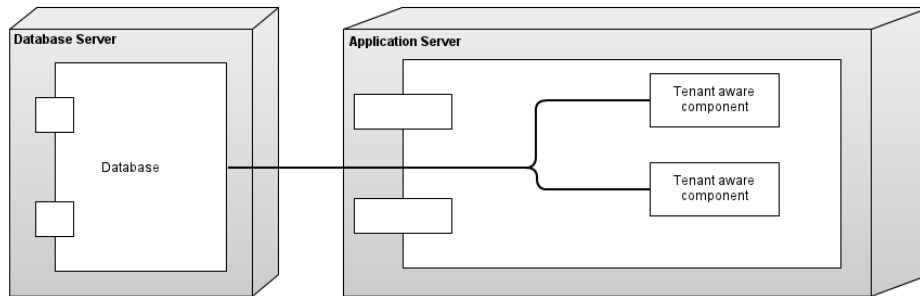 Database Server
Application Server
Database
Tenant aware
component
Tenant aware
component